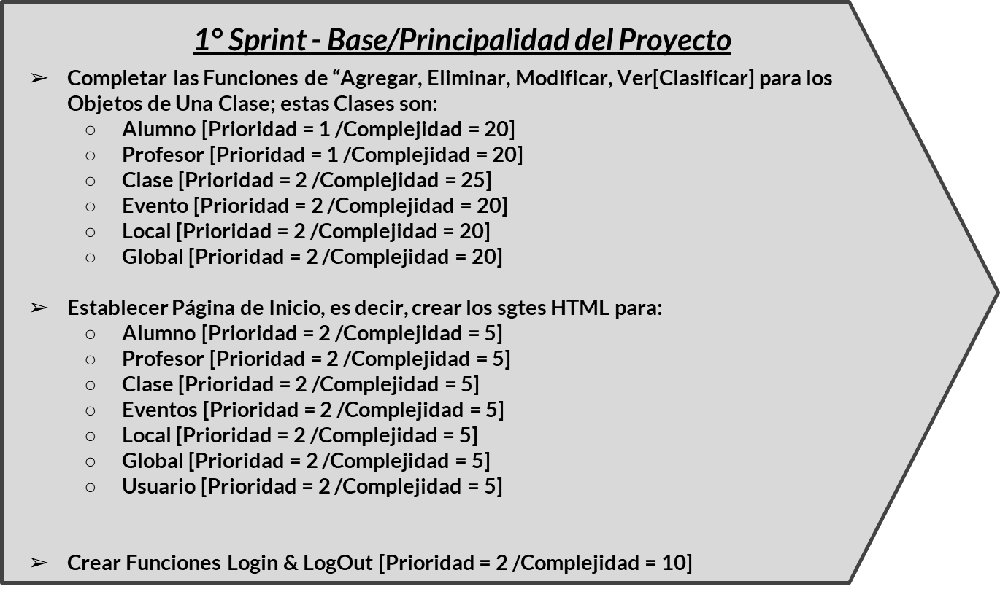 1° Sprint - Base/Principalidad del Proyecto
➢ Completar las Funciones de “Agregar, Eliminar, Modificar, Ver[Clasificar] para los
Objetos de Una Clase; estas Clases son:
○ Alumno [Prioridad = 1 /Complejidad = 20]
○ Profesor [Prioridad = 1 /Complejidad = 20]
○ Clase [Prioridad = 2 /Complejidad = 25]
○ Evento [Prioridad = 2 /Complejidad = 20]
○ Local [Prioridad = 2 /Complejidad = 20]
○ Global [Prioridad = 2 /Complejidad = 20]
➢ Establecer Página de Inicio, es decir, crear los sgtes HTML para:
○ Alumno [Prioridad = 2 /Complejidad = 5]
○ Profesor [Prioridad = 2 /Complejidad = 5]
○ Clase [Prioridad = 2 /Complejidad = 5]
○ Eventos [Prioridad = 2 /Complejidad = 5]
○ Local [Prioridad = 2 /Complejidad = 5]
○ Global [Prioridad = 2 /Complejidad = 5]
○ Usuario [Prioridad = 2 /Complejidad = 5]
➢ Crear Funciones Login & LogOut [Prioridad = 2 /Complejidad = 10]